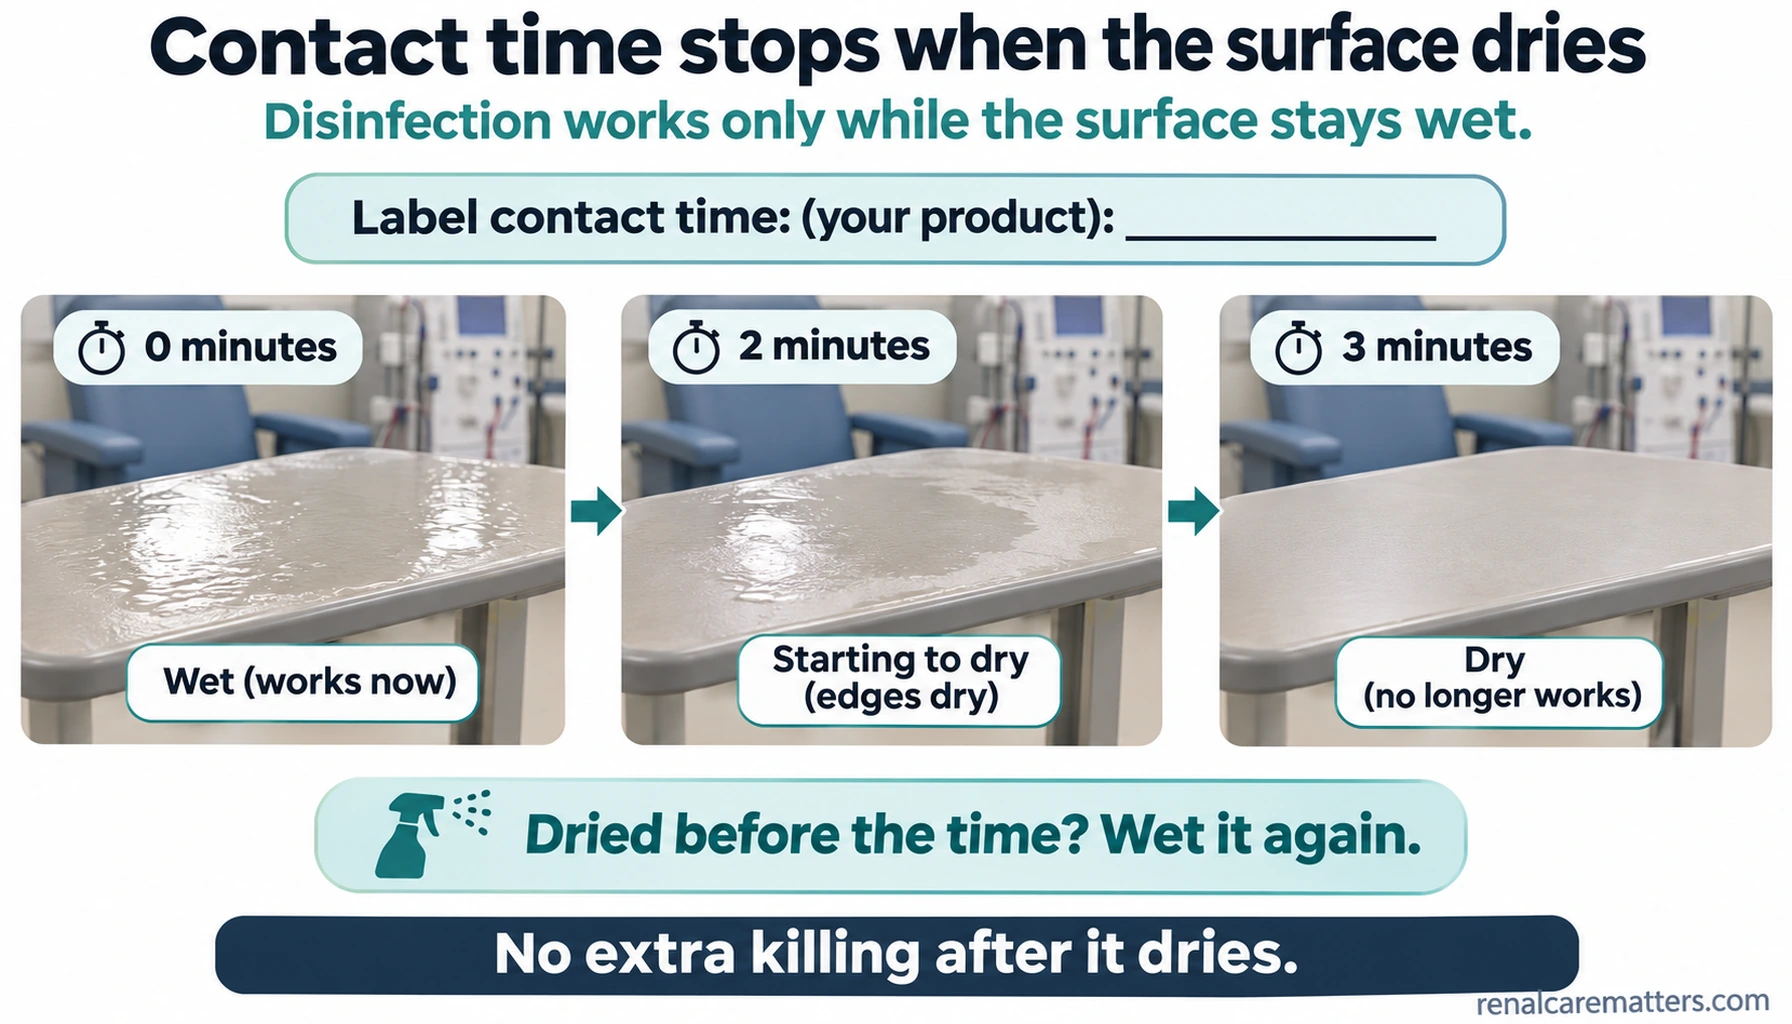 Contact time stops when the surface dries
Disinfection works only while the surface stays wet.
Label contact time: (your product): ____________
0 minutes
2 minutes
3 minutes
Wet (works now)
Starting to dry
(edges dry)
Dry
(no longer works)
Dried before the time? Wet it again.
No extra killing after it dries.
renalcarematters.com